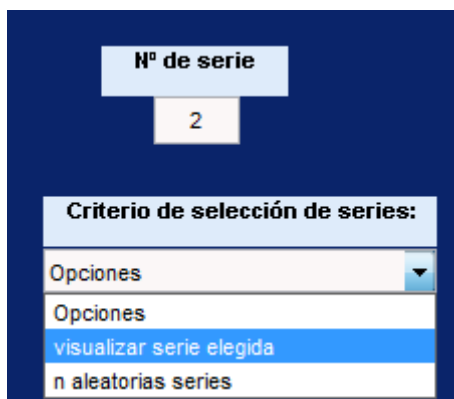 Nº de serie
2
Criterio de selección de series:
Opciones
Opciones
visualizar serie elegida
n aleatorias series